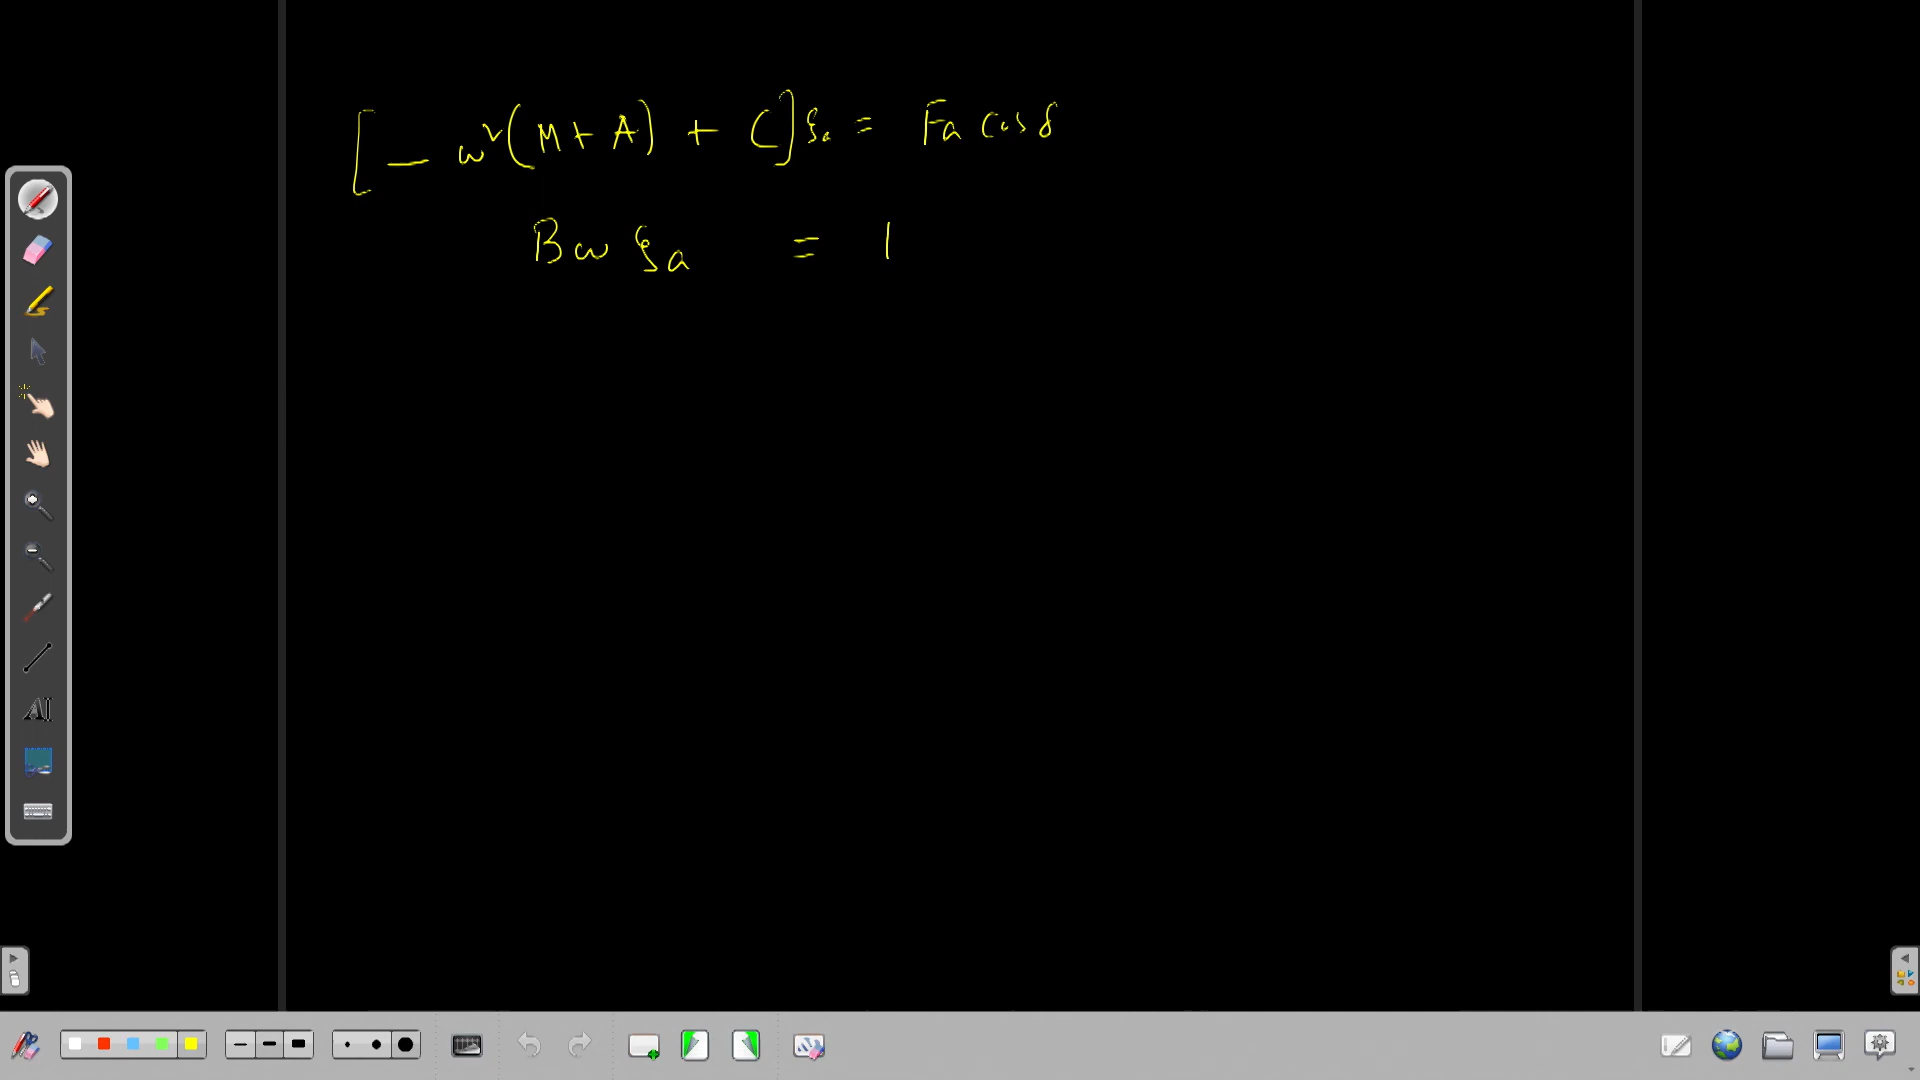 [- ω²(M+A) + C]ξₐ = Fa cos δ
Bω ξₐ = 1